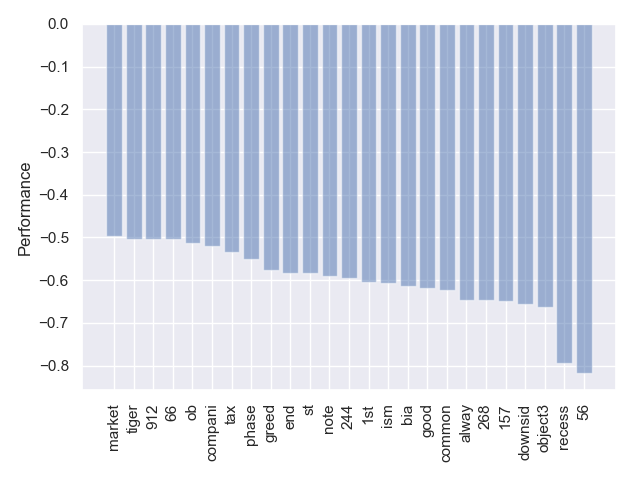 0.0
−0.1
−0.2
−0.3
−0.4
−0.5
−0.6
−0.7
−0.8
Performance
market
tiger
912
66
ob
compani
tax
phase
greed
end
st
note
244
1st
ism
bia
good
common
alway
268
157
downsid
object3
recess
56